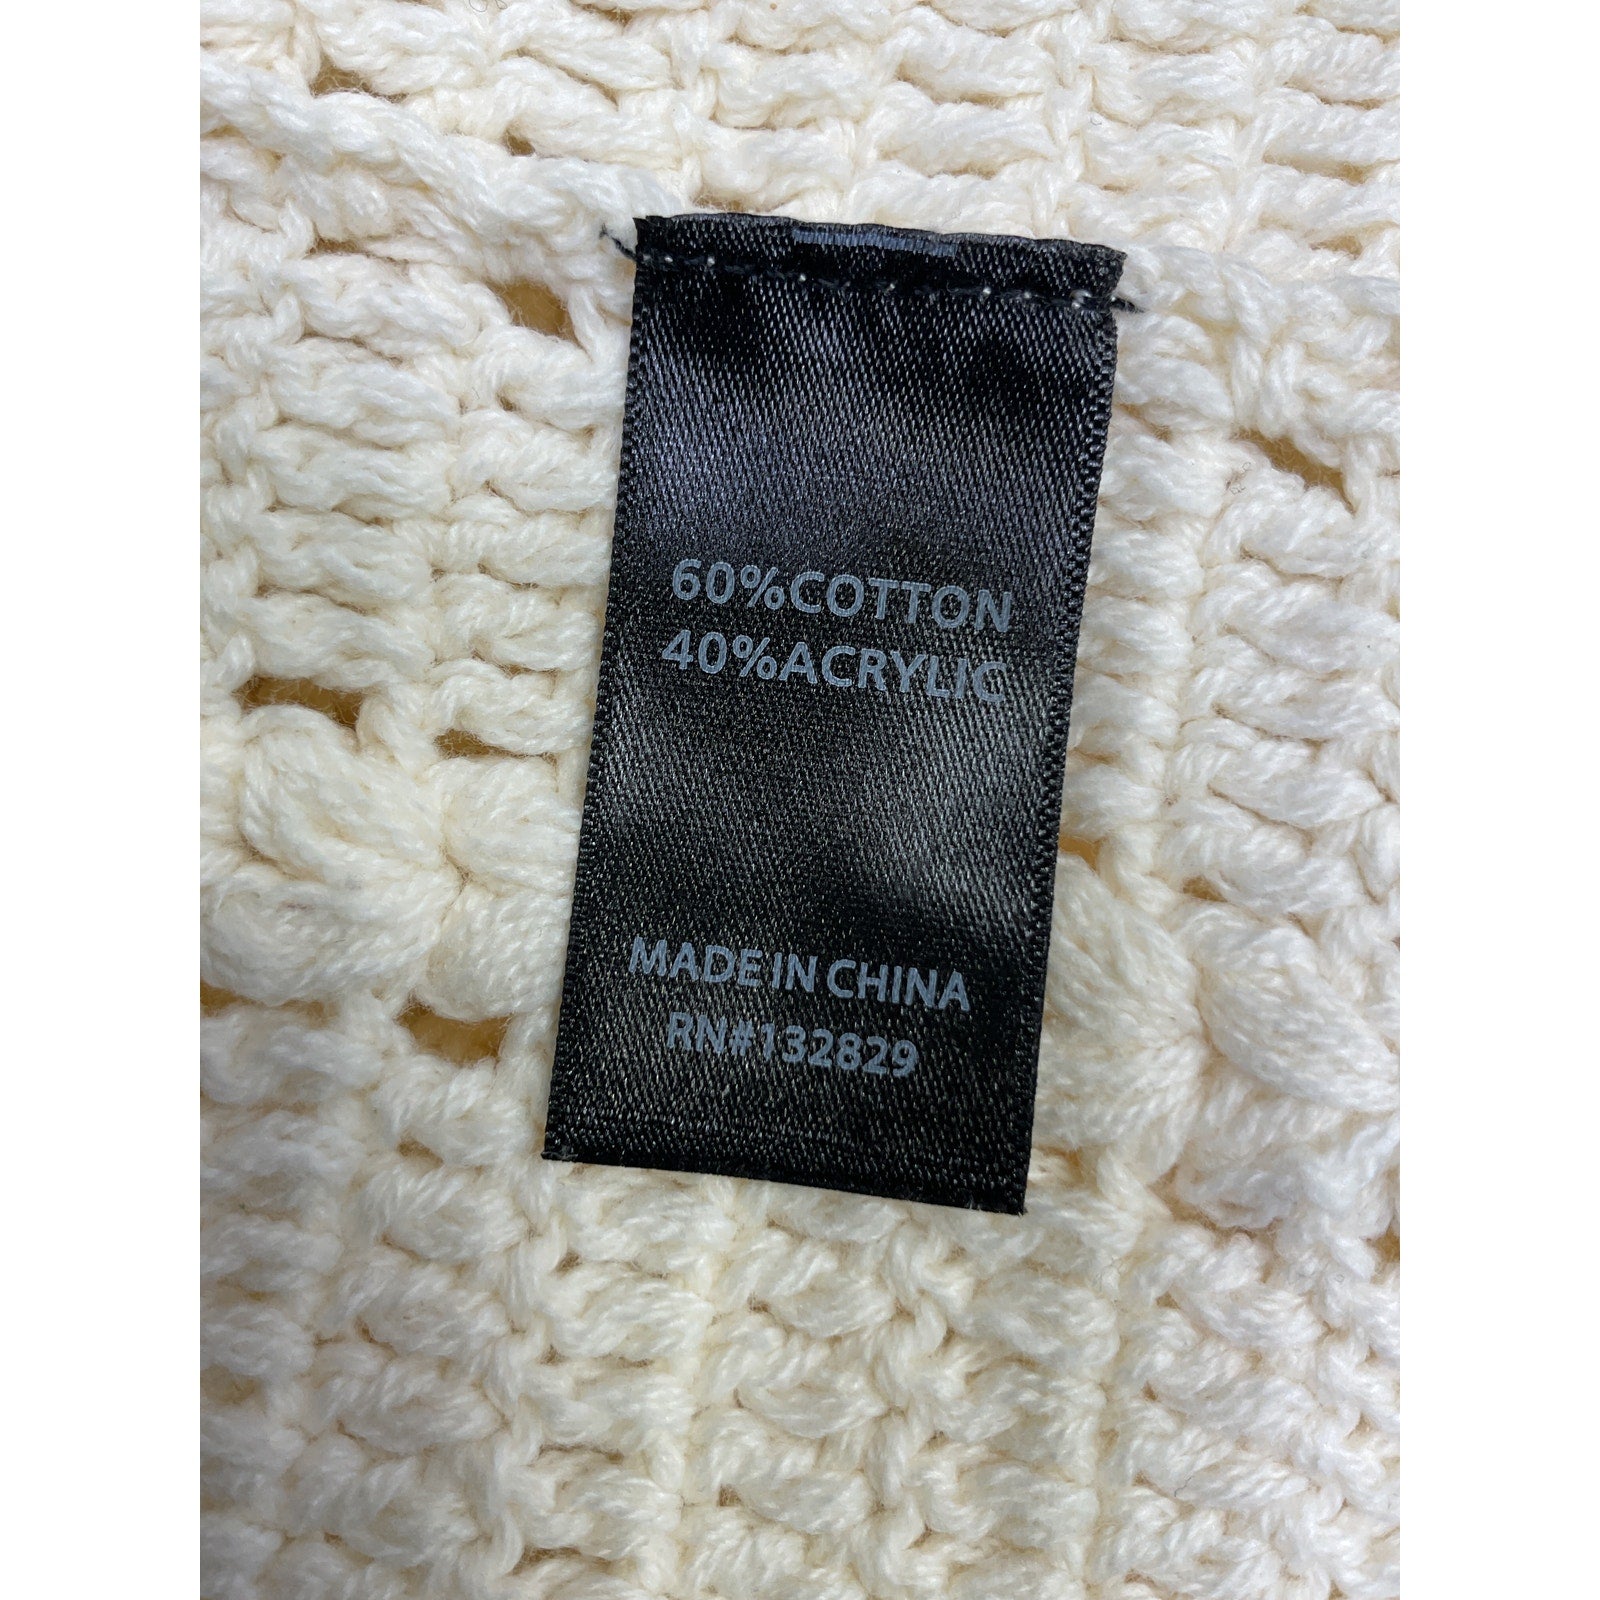 60%COTTON
40%ACRYLIC
MADE IN CHINA
RN#132829